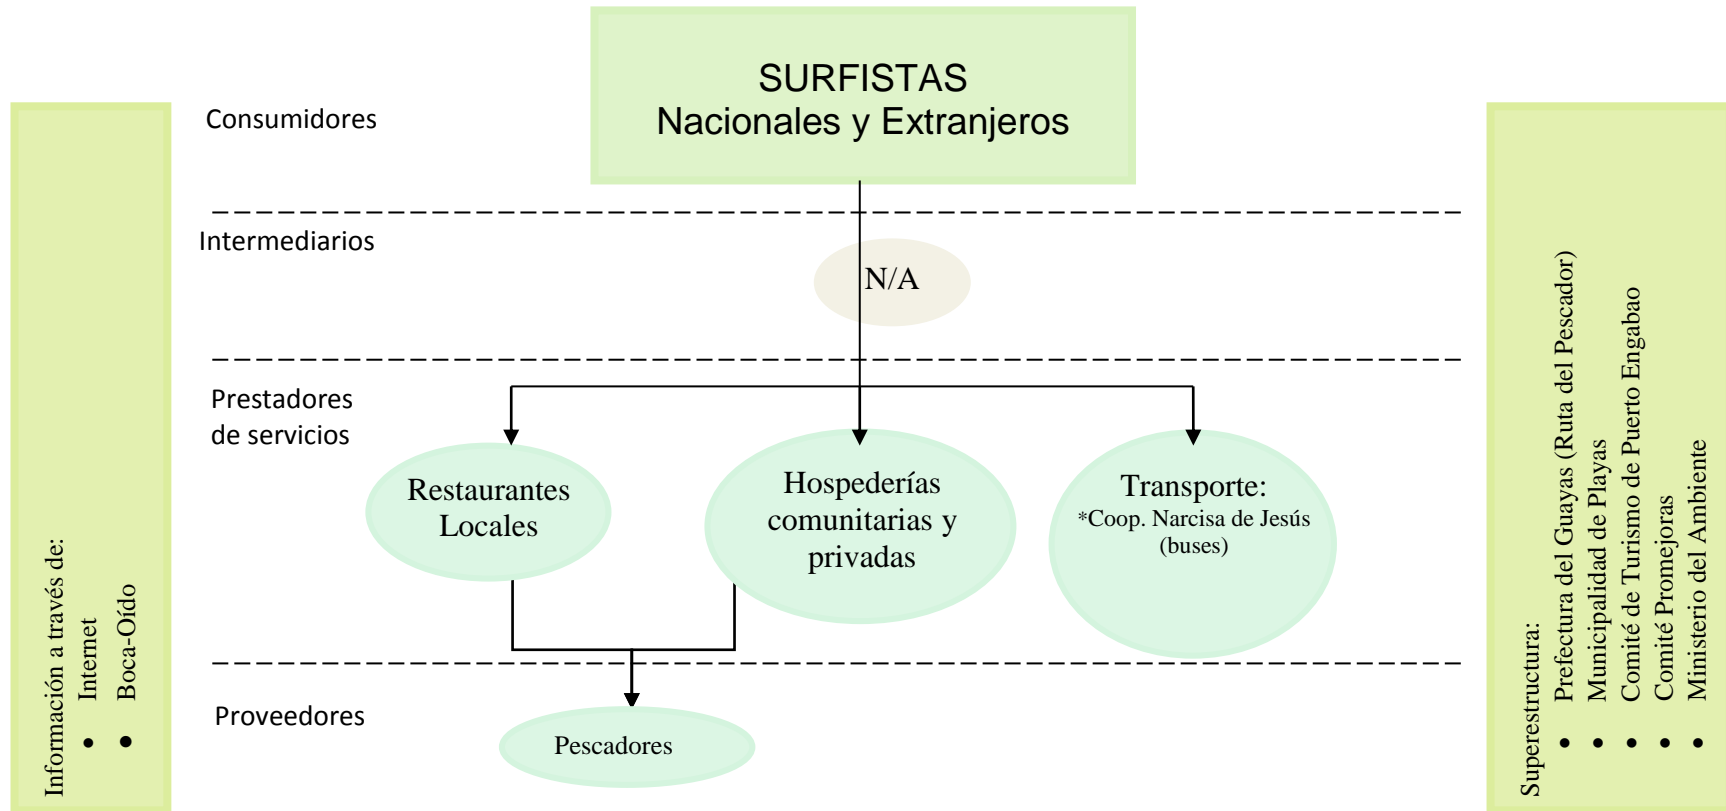 Información a través de:
• Internet
• Boca-Oído
Consumidores
SURFISTAS
Nacionales y Extranjeros
Intermediarios
N/A
Prestadores
de servicios
Restaurantes
Locales
Hospederías
comunitarias y
privadas
Transporte:
*Coop. Narcisa de Jesús
(buses)
Proveedores
Pescadores
Superestructura:
• Prefectura del Guayas (Ruta del Pescador)
• Municipalidad de Playas
• Comité de Turismo de Puerto Engabao
• Comité Promejoras
• Ministerio del Ambiente